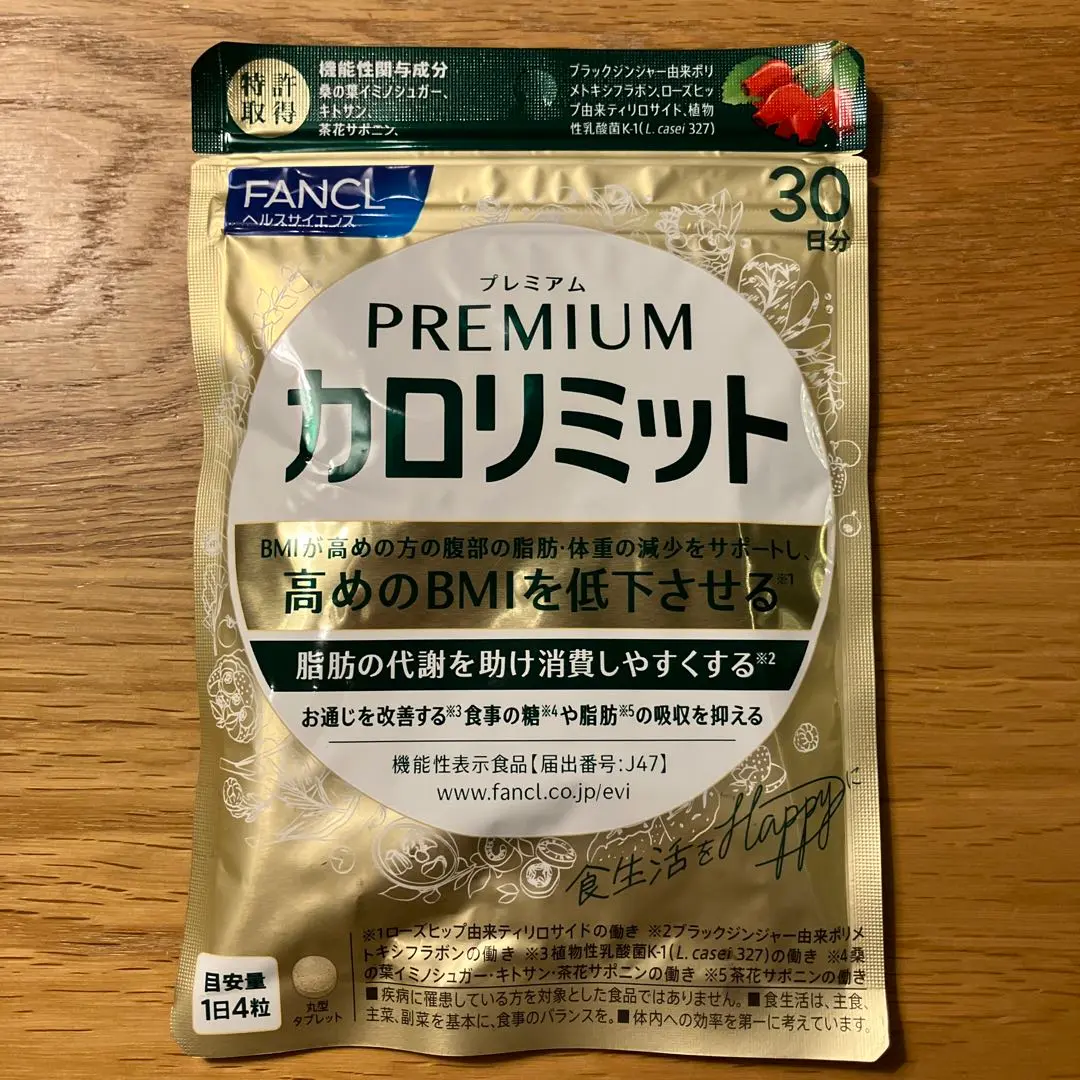 特許
取得
機能性関与成分
桑の葉イミノシュガー、
キトサン、
茶花サポニン、
ブラックジンジャー由来ポリ
メトキシフラボン、ローズヒッ
プ由来ティリロサイド、植物
性乳酸菌K-1(L. casei 327)
FANCL
ヘルスサイエンス
30
日分
プレミアム
PREMIUM
カロリミット
BMIが高めの方の腹部の脂肪・体重の減少をサポートし、
高めのBMIを低下させる※1
脂肪の代謝を助け消費しやすくする※2
お通じを改善する※3食事の糖※4や脂肪※5の吸収を抑える
機能性表示食品【届出番号:J47】
www.fancl.co.jp/evi
食生活をHappyに
※1ローズヒップ由来ティリロサイドの働き ※2ブラックジンジャー由来ポリメ
トキシフラボンの働き ※3植物性乳酸菌K-1(L. casei 327)の働き ※4桑
の葉イミノシュガー・キトサン・茶花サポニンの働き ※5茶花サポニンの働き
■疾病に罹患している方を対象とした食品ではありません。■食生活は、主食、
主菜、副菜を基本に、食事のバランスを。■体内への効率を第一に考えています。
目安量
1日4粒
丸型
タブレット